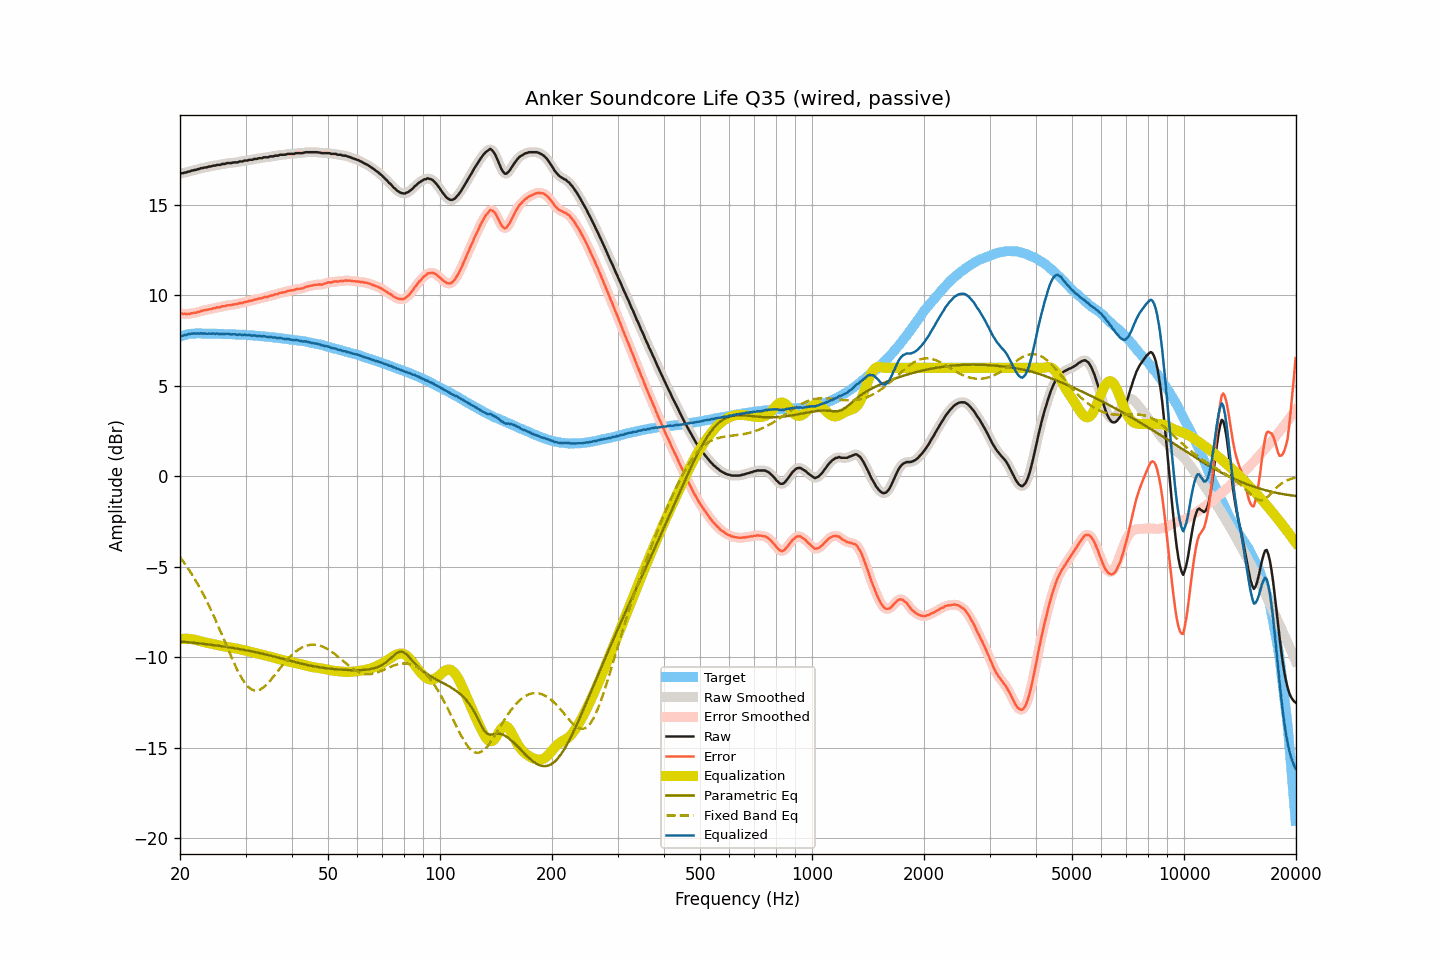 Anker Soundcore Life Q35 (wired, passive)
Amplitude (dBr)
15
10
5
0
−5
−10
−15
−20
Target
Raw Smoothed
Error Smoothed
Raw
Error
Equalization
Parametric Eq
Fixed Band Eq
Equalized
20 50 100 200 500 1000 2000 5000 10000 20000
Frequency (Hz)